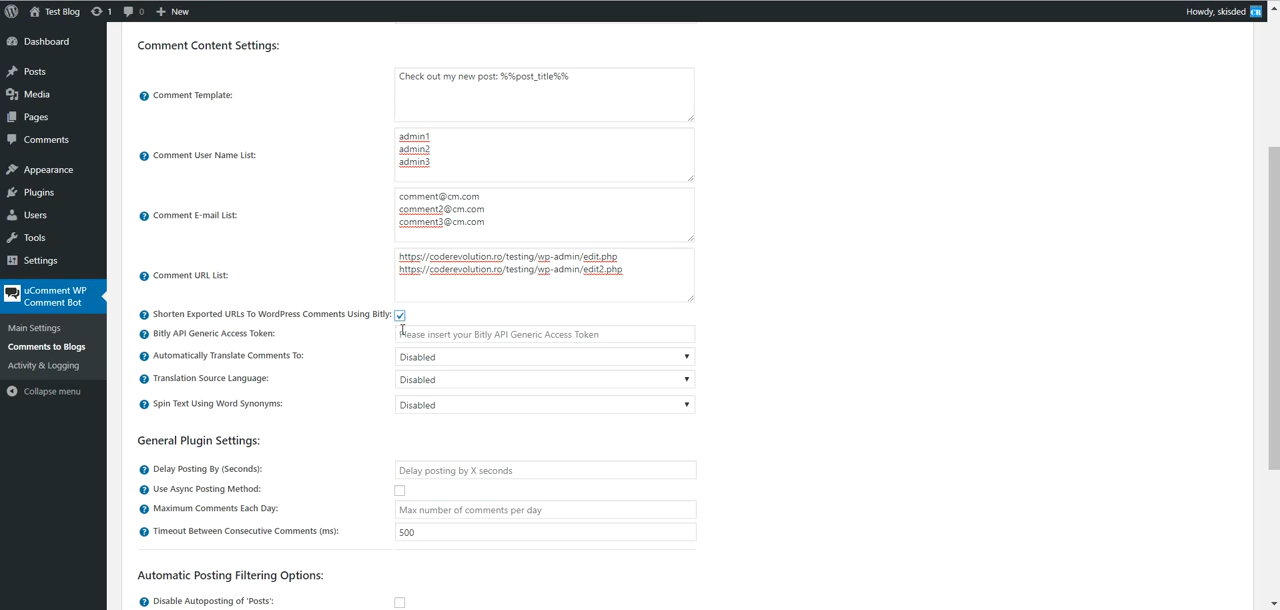 Test Blog
1
0
New
Howdy, skisded
CR
Dashboard
Posts
Media
Pages
Comments
Appearance
Plugins
Users
Tools
Settings
uComment WP
Comment Bot
Main Settings
Comments to Blogs
Activity & Logging
Collapse menu
Comment Content Settings:
Comment Template:
Check out my new post: %%post_title%%
Comment User Name List:
admin1
admin2
admin3
Comment E-mail List:
comment@cm.com
comment2@cm.com
comment3@cm.com
Comment URL List:
https://coderevolution.ro/testing/wp-admin/edit.php
https://coderevolution.ro/testing/wp-admin/edit2.php
Shorten Exported URLs To WordPress Comments Using Bitly:
Bitly API Generic Access Token:
Please insert your Bitly API Generic Access Token
Automatically Translate Comments To:
Disabled
Translation Source Language:
Disabled
Spin Text Using Word Synonyms:
Disabled
General Plugin Settings:
Delay Posting By (Seconds):
Delay posting by X seconds
Use Async Posting Method:
Maximum Comments Each Day:
Max number of comments per day
Timeout Between Consecutive Comments (ms):
500
Automatic Posting Filtering Options:
Disable Autoposting of 'Posts':